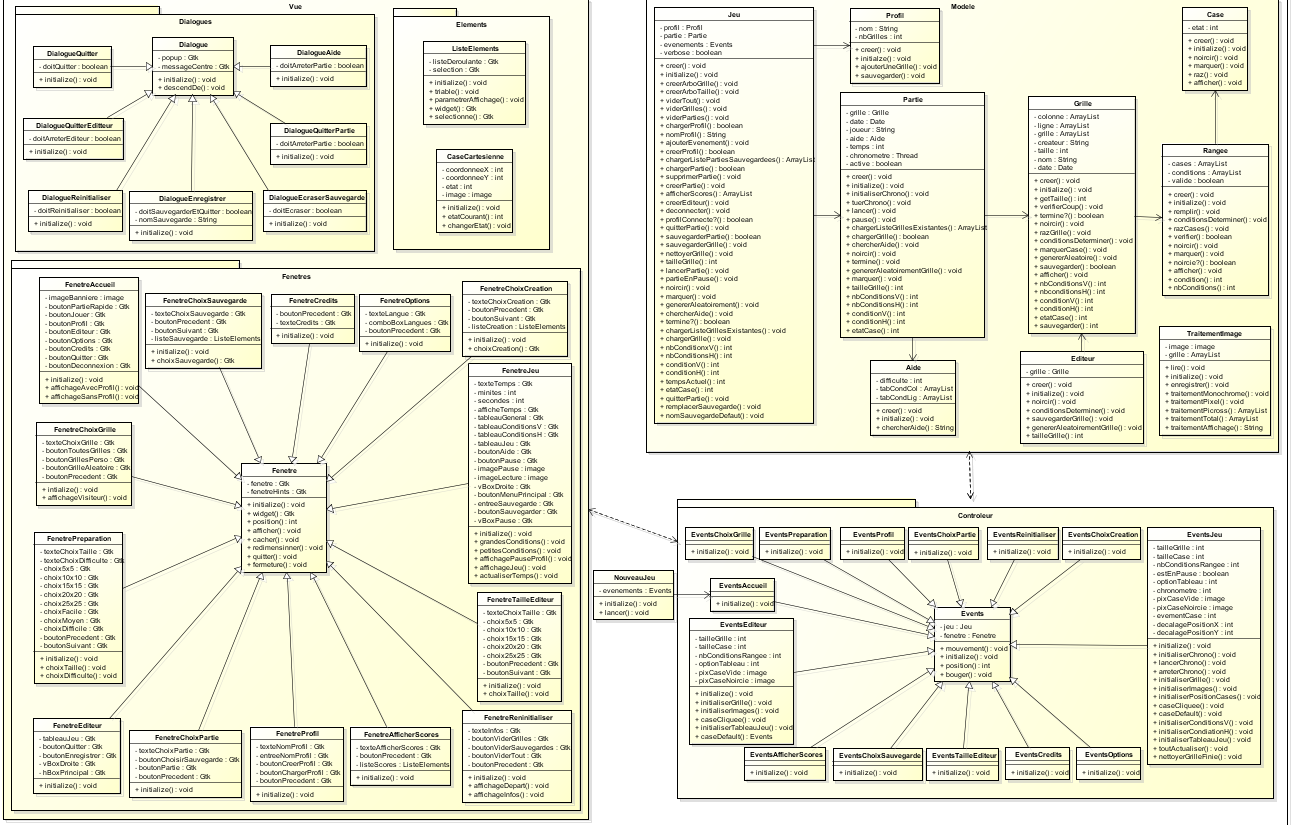 Vue
Dialogues
DialogueQuitter
- doitQuitter : boolean
+ initialize() : void
Dialogue
- popup : Gtk
- messageCentre : Gtk
+ initialize() : void
+ descendDe() : void
DialogueAide
- doitArreterPartie : boolean
+ initialize() : void
DialogueQuitterEditteur
- doitArreterEditeur : boolean
+ initialize() : void
DialogueQuitterPartie
- doitArreterPartie : boolean
+ initialize() : void
DialogueReinitialiser
- doitReinitialiser : boolean
+ initialize() : void
DialogueEnregistrer
- doitSauvegarderEtQuitter : boolean
- nomSauvegarde : String
+ initialize() : void
DialogueEcraserSauvegarde
- doitEcraser : boolean
+ initialize() : void
Elements
ListeElements
- listeDeroulante : Gtk
- selection : Gtk
+ initialize() : void
+ triable() : void
+ parametrerAffichage() : void
+ widget() : Gtk
+ selectionne() : Gtk
CaseCartesienne
- coordonneeX : int
- coordonneeY : int
- etat : int
- image : image
+ initialize() : void
+ etatCourant() : int
+ changerEtat() : void
Fenetres
FenetreAccueil
- imageBanniere : image
- boutonPartieRapide : Gtk
- boutonJouer : Gtk
- boutonProfil : Gtk
- boutonEditeur : Gtk
- boutonOptions : Gtk
- boutonCredits : Gtk
- boutonQuitter : Gtk
- boutonDeconnexion : Gtk
+ initialize() : void
+ affichageAvecProfil() : void
+ affichageSansProfil() : void
FenetreChoixSauvegarde
- texteChoixSauvegarde : Gtk
- boutonPrecedent : Gtk
- boutonSuivant : Gtk
- listeSauvegarde : ListeElements
+ initialize() : void
+ choixSauvegarde() : Gtk
FenetreCredits
- boutonPrecedent : Gtk
- texteCredits : Gtk
+ initialize() : void
FenetreOptions
- texteLangue : Gtk
- comboBoxLangues : Gtk
- boutonPrecedent : Gtk
+ initialize() : void
FenetreChoixCreation
- texteChoixCreation : Gtk
- boutonPrecedent : Gtk
- boutonSuivant : Gtk
- listeCreation : ListeElements
+ initialize() : void
+ choixCreation() : Gtk
FenetreJeu
- texteTemps : Gtk
- minites : int
- secondes : int
- afficheTemps : Gtk
- tableauGeneral : Gtk
- tableauConditionsV : Gtk
- tableauConditionsH : Gtk
- tableauJeu : Gtk
- boutonAide : Gtk
- boutonPause : Gtk
- imagePause : image
- imageLecture : image
- vBoxDroite : Gtk
- boutonMenuPrincipal : Gtk
- entreeSauvegarde : Gtk
- boutonSauvegarder : Gtk
- vBoxPause : Gtk
+ initialize() : void
+ grandesConditions() : void
+ petitesConditions() : void
+ affichagePauseProfil() : void
+ affichageJeu() : void
+ actualiserTemps() : void
FenetreChoixGrille
- texteChoixGrille : Gtk
- boutonToutesGrilles : Gtk
- boutonGrillesPerso : Gtk
- boutonGrilleAleatoire : Gtk
- boutonPrecedent : Gtk
+ initialize() : void
+ affichageVisiteur() : void
Fenetre
- fenetre : Gtk
- fenetreHints : Gtk
+ initialize() : void
+ widget() : Gtk
+ position() : int
+ afficher() : void
+ cacher() : void
+ redimensinner() : void
+ quitter() : void
+ fermeture() : void
FenetrePreparation
- texteChoixTaille : Gtk
- texteChoixDifficulte : Gtk
- choix5x5 : Gtk
- choix10x10 : Gtk
- choix15x15 : Gtk
- choix20x20 : Gtk
- choix25x25 : Gtk
- choixFacile : Gtk
- choixMoyen : Gtk
- choixDifficile : Gtk
- boutonPrecedent : Gtk
- boutonSuivant : Gtk
+ initialize() : void
+ choixTaille() : void
+ choixDifficulte() : void
FenetreTailleEditeur
- texteChoixTaille : Gtk
- choix5x5 : Gtk
- choix10x10 : Gtk
- choix15x15 : Gtk
- choix20x20 : Gtk
- choix25x25 : Gtk
- boutonPrecedent : Gtk
- boutonSuivant : Gtk
+ initialize() : void
+ choixTaille() : void
FenetreEditeur
- tableauJeu : Gtk
- boutonQuitter : Gtk
- boutonEnregistrer : Gtk
- vBoxDroite : Gtk
- hBoxPrincipal : Gtk
+ initialize() : void
FenetreChoixPartie
- texteChoixPartie : Gtk
- boutonChoisirSauvegarde : Gtk
- boutonPartie : Gtk
- boutonPrecedent : Gtk
+ initialize() : void
FenetreProfil
- texteNomProfil : Gtk
- entreeNomProfil : Gtk
- boutonCreerProfil : Gtk
- boutonChargerProfil : Gtk
- boutonPrecedent : Gtk
+ initialize() : void
FenetreAfficherScores
- texteAfficherScores : Gtk
- boutonPrecedent : Gtk
- listeScores : ListeElements
+ initialize() : void
FenetreReninitialiser
- texteInfos : Gtk
- boutonViderGrilles : Gtk
- boutonViderSauvegardes : Gtk
- boutonViderTout : Gtk
- boutonPrecedent : Gtk
+ initialize() : void
+ affichageDepart() : void
+ affichageInfos() : void
Modele
Jeu
- profil : Profil
- partie : Partie
- evenements : Events
- verbose : boolean
+ creer() : void
+ initialize() : void
+ creerArboGrille() : void
+ creerArboTaille() : void
+ viderTout() : void
+ viderGrilles() : void
+ viderParties() : void
+ chargerProfil() : boolean
+ nomProfil() : String
+ ajouterEvenement() : void
+ creerProfil() : boolean
+ chargerListePartiesSauvegardees() : ArrayList
+ chargerPartie() : boolean
+ supprimerPartie() : void
+ creerPartie() : void
+ afficherScores() : ArrayList
+ creerEditeur() : void
+ deconnecter() : void
+ profilConnecte?() : boolean
+ quitterPartie() : void
+ sauvegarderPartie() : boolean
+ sauvegarderGrille() : void
+ nettoyerGrille() : void
+ tailleGrille() : int
+ lancerPartie() : void
+ partieEnPause() : void
+ noircir() : void
+ marquer() : void
+ genererAleatoirement() : void
+ chercherAide() : void
+ termine?() : boolean
+ chargerListeGrillesExistantes() : void
+ chargerGrille() : void
+ nbConditionxV() : int
+ nbConditionsH() : int
+ conditionV() : int
+ conditionH() : int
+ tempsActuel() : void
+ etatCase() : int
+ quitterPartie() : void
+ remplacerSauvegarde() : void
+ nomSauvegardeDefaut() : void
Profil
- nom : String
- nbGrilles : int
+ creer() : void
+ initialze() : void
+ ajouterUneGrille() : void
+ sauvegarder() : void
Case
- etat : int
+ creer() : void
+ initialize() : void
+ noircir() : void
+ marquer() : void
+ raz() : void
+ afficher() : void
Partie
- grille : Grille
- date : Date
- joueur : String
- aide : Aide
- temps : int
- chronometre : Thread
- active : boolean
+ creer() : void
+ initialize() : void
+ initialiserChrono() : void
+ tuerChrono() : void
+ lancer() : void
+ pause() : void
+ chargerListeGrillesExistantes() : ArrayList
+ chargerGrille() : boolean
+ chercherAide() : void
+ noircir() : void
+ termine() : void
+ genererAleatoirementGrille() : void
+ marquer() : void
+ tailleGrille() : int
+ nbConditionsV() : int
+ nbConditionsH() : int
+ conditionV() : int
+ conditionH() : int
+ etatCase() : int
Grille
- colonne : ArrayList
- ligne : ArrayList
- grille : ArrayList
- createur : String
- taille : int
- nom : String
- date : Date
+ creer() : void
+ initialize() : void
+ getTaille() : int
+ verifierCoup() : void
+ termine?() : boolean
+ noircir() : void
+ razGrille() : void
+ conditionsDeterminer() : void
+ marquerCase() : void
+ genererAleatoire() : void
+ sauvegarder() : boolean
+ afficher() : void
+ nbConditionsV() : int
+ nbconditionsH() : int
+ conditionV() : int
+ conditionH() : int
+ etatCase() : int
+ sauvegarder() : int
Rangee
- cases : ArrayList
- conditions : ArrayList
- valide : boolean
+ creer() : void
+ initialize() : void
+ remplir() : void
+ conditionsDeterminer() : void
+ razCases() : void
+ verifier() : boolean
+ noircir() : void
+ marquer() : void
+ noircie?() : boolean
+ afficher() : void
+ condition() : int
+ nbConditions() : int
Aide
- difficulte : int
- tabCondCol : ArrayList
- tabCondLig : ArrayList
+ creer() : void
+ initialize() : void
+ chercherAide() : String
Editeur
- grille : Grille
+ creer() : void
+ initialize() : void
+ noircir() : void
+ conditionsDeterminer() : void
+ sauvegarderGrille() : void
+ genererAleatoirementGrille() : void
+ tailleGrille() : int
TraitementImage
- image : image
- grille : ArrayList
+ lire() : void
+ initialize() : void
+ enregistrer() : void
+ traitementMonochrome() : void
+ traitementPixel() : void
+ traitementPicross() : ArrayList
+ traitementTotal() : ArrayList
+ traitementAffichage() : String
Controleur
EventsChoixGrille
+ initialize() : void
EventsPreparation
+ initialize() : void
EventsProfil
+ initialize() : void
EventsChoixPartie
+ initialize() : void
EventsReinitialiser
+ initialize() : void
EventsChoixCreation
+ initialize() : void
EventsJeu
- tailleGrille : int
- tailleCase : int
- nbConditionsRangee : int
- estEnPause : boolean
- optionTableau : int
- chronometre : int
- pixCaseVide : image
- pixCaseNoircie : image
- evementCase : int
- decalagePositionX : int
- decalagePositionY : int
+ initialize() : void
+ initialiserChrono() : void
+ lancerChrono() : void
+ arreterChrono() : void
+ initialiserGrille() : void
+ initialiserImages() : void
+ initialiserPositionCases() : void
+ caseCliquee() : void
+ caseDefault() : void
+ initialiserConditionsV() : void
+ initialiserCondiationH() : void
+ initialiserTableauJeu() : void
+ toutActualiser() : void
+ nettoyerGrilleFinie() : void
NouveauJeu
- evenements : Events
+ initialize() : void
+ lancer() : void
EventsAccueil
+ initialize() : void
Events
- jeu : Jeu
- fenetre : Fenetre
+ mouvement() : void
+ initialize() : void
+ position() : int
+ bouger() : void
EventsEditeur
- tailleGrille : int
- tailleCase : int
- nbConditionsRangee : int
- optionTableau : int
- pixCaseVide : image
- pixCaseNoircie : image
+ initialize() : void
+ initialiserGrille() : void
+ initialiserImages() : void
+ caseCliquee() : void
+ initialiserTableauJeu() : void
+ caseDefault() : Events
EventsAfficherScores
+ initialize() : void
EventsChoixSauvegarde
+ initialize() : void
EventsTailleEditeur
+ initialize() : void
EventsCredits
+ initialize() : void
EventsOptions
+ initialize() : void